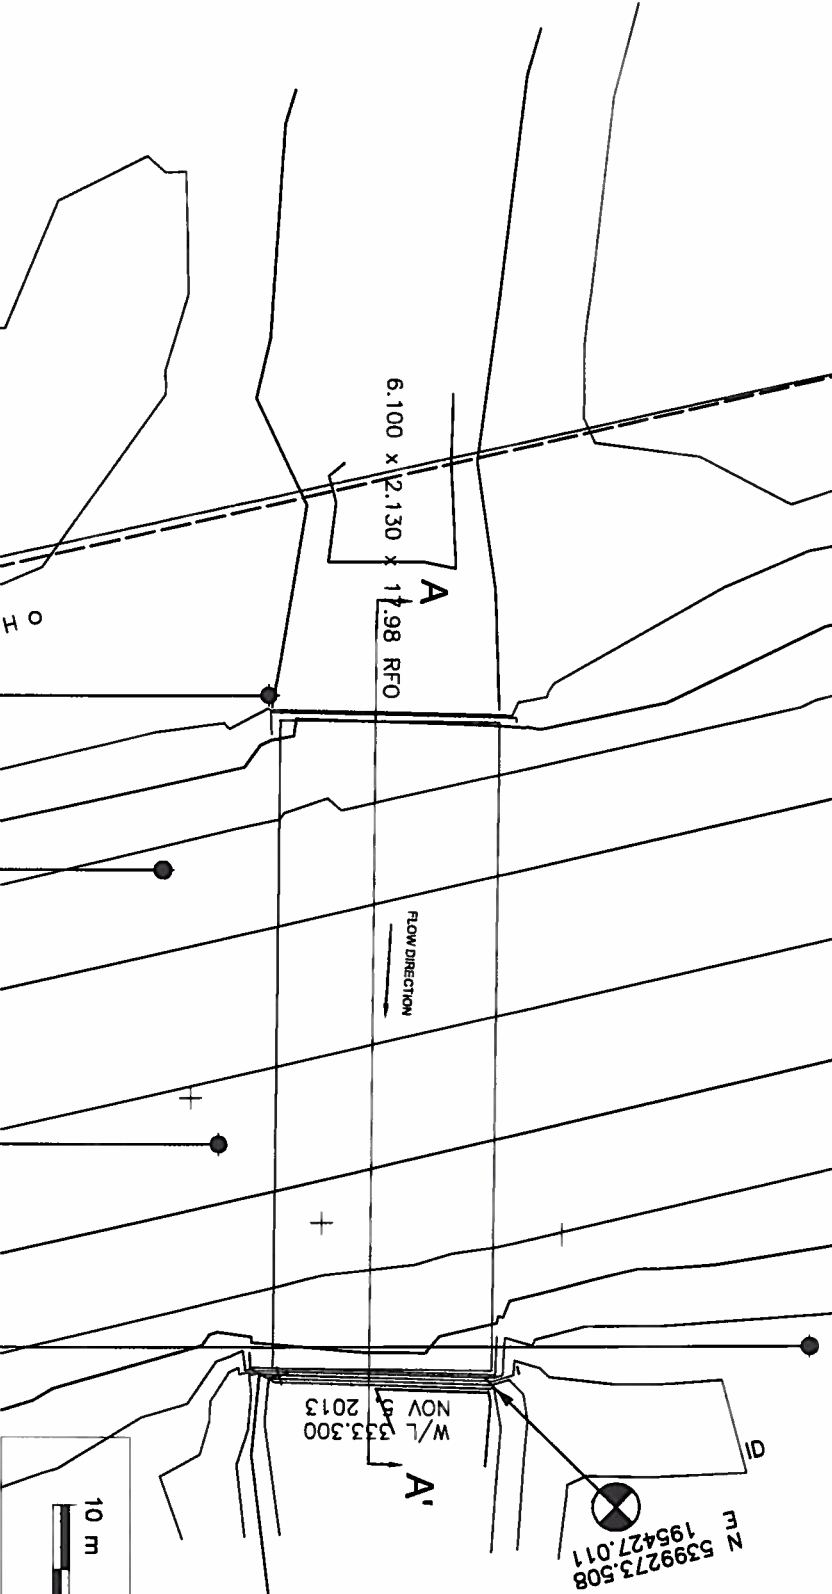 6.100 x 2.130 x 17.98 RFO
A
O
H
FLOW DIRECTION
W/L 333.300
NOV 5, 2013
A'
ID
N 5399273.508
E 195427.011
10 m